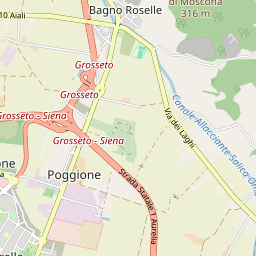 di Moscona
316 m
Bagno Roselle
10 Aiali
Grosseto
Grosseto
Canale Allacciante-Salica
Via dei Laghi
Grosseto - Siena
Grosseto - Siena
one
Poggione
Strada Statale 1 Aurelia